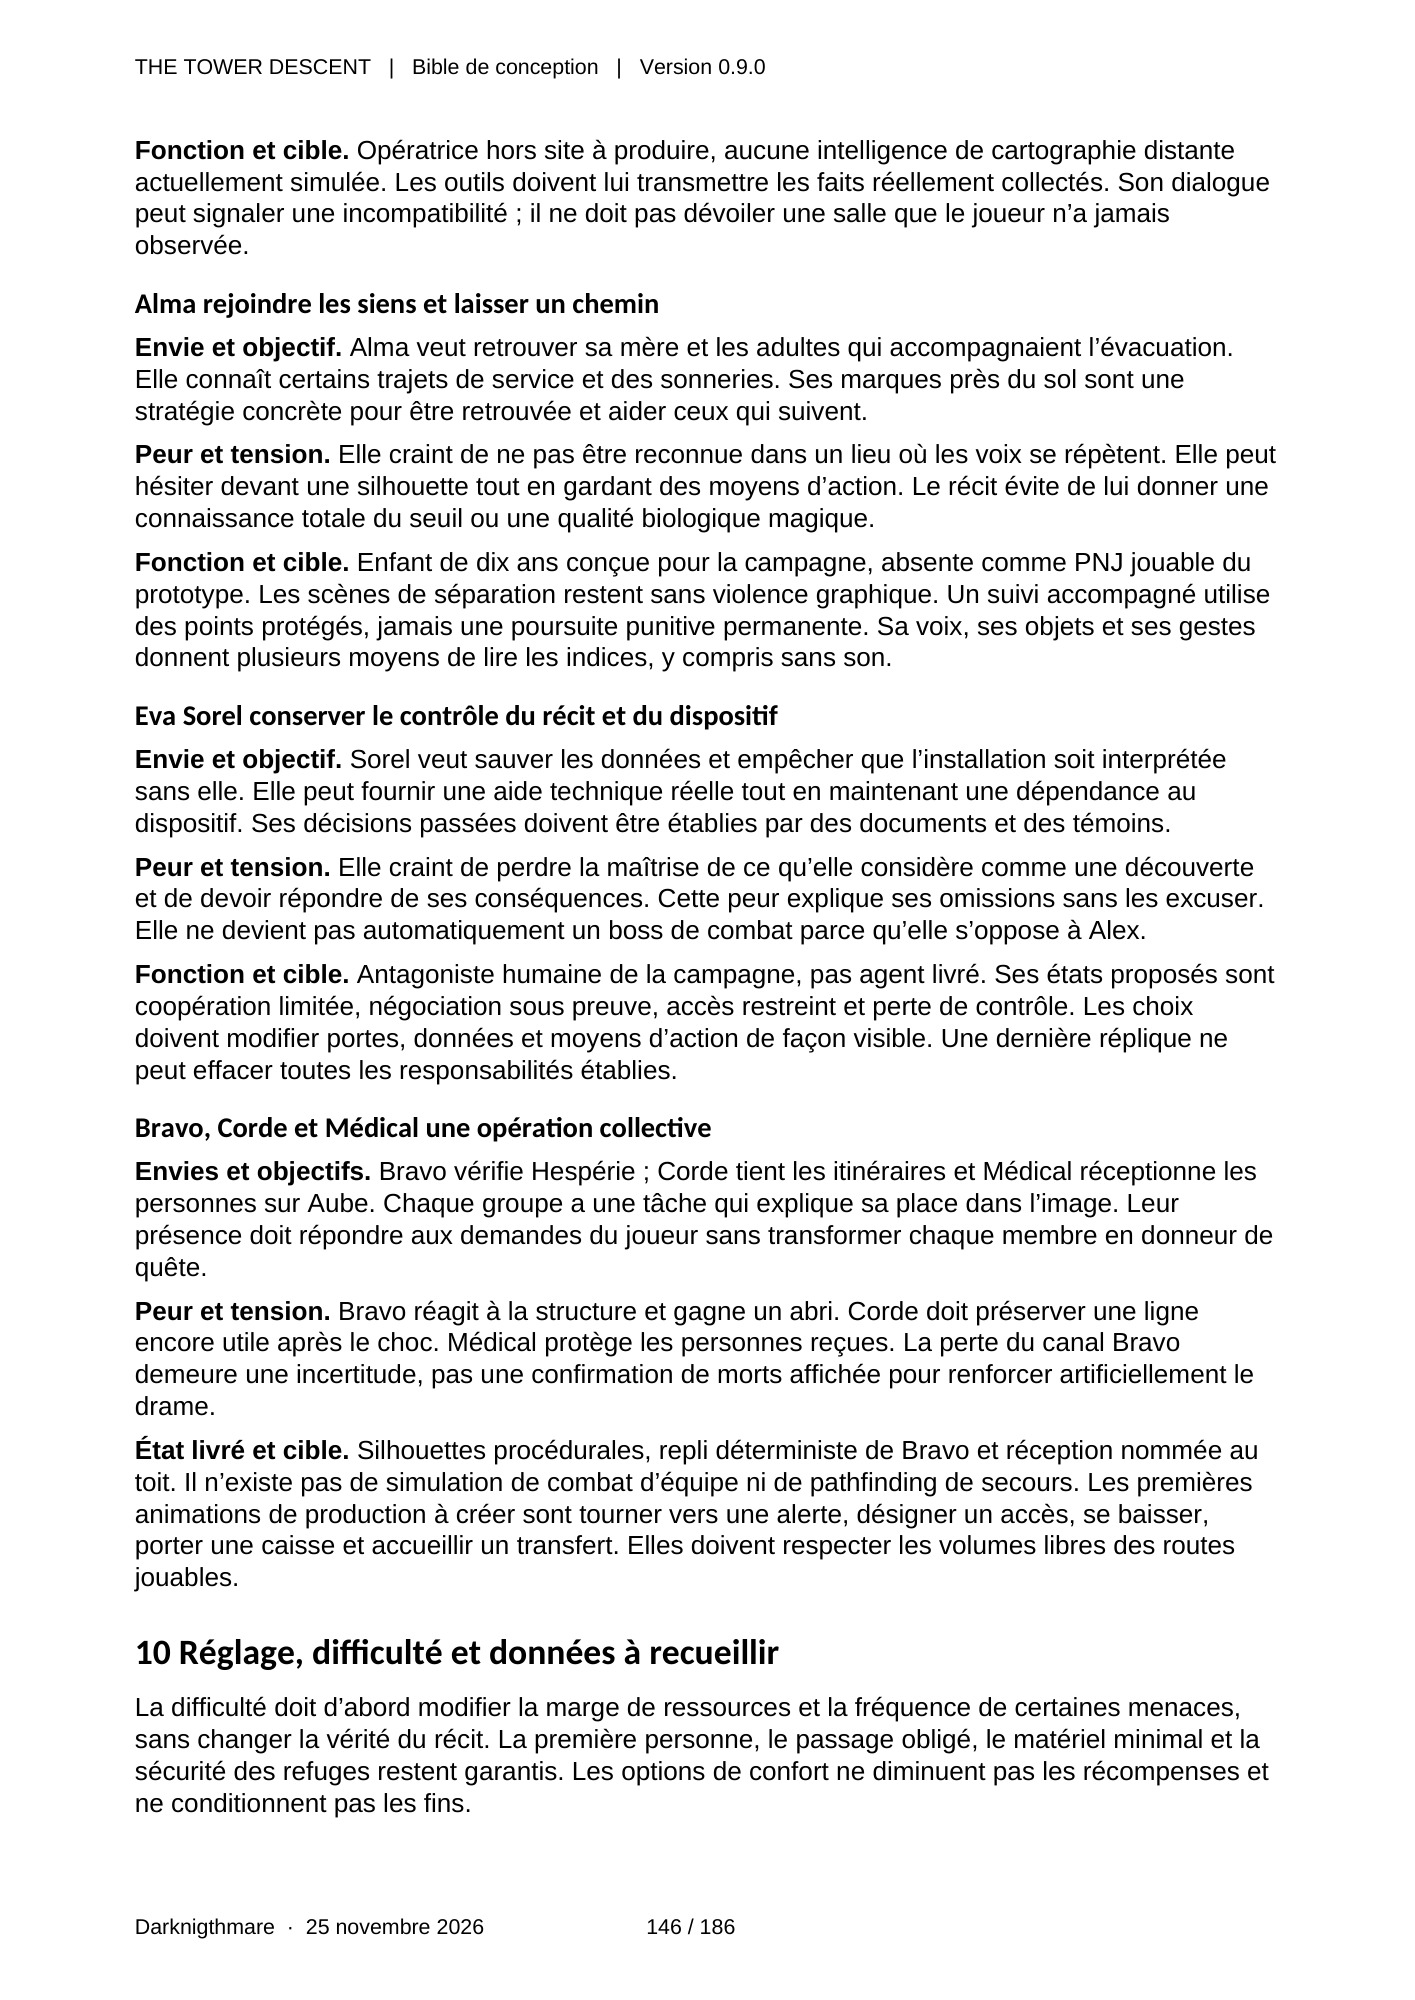 THE TOWER DESCENT | Bible de conception | Version 0.9.0
Fonction et cible. Opératrice hors site à produire, aucune intelligence de cartographie distante
actuellement simulée. Les outils doivent lui transmettre les faits réellement collectés. Son dialogue
peut signaler une incompatibilité ; il ne doit pas dévoiler une salle que le joueur n’a jamais
observée.
Alma rejoindre les siens et laisser un chemin
Envie et objectif. Alma veut retrouver sa mère et les adultes qui accompagnaient l’évacuation.
Elle connaît certains trajets de service et des sonneries. Ses marques près du sol sont une
stratégie concrète pour être retrouvée et aider ceux qui suivent.
Peur et tension. Elle craint de ne pas être reconnue dans un lieu où les voix se répètent. Elle peut
hésiter devant une silhouette tout en gardant des moyens d’action. Le récit évite de lui donner une
connaissance totale du seuil ou une qualité biologique magique.
Fonction et cible. Enfant de dix ans conçue pour la campagne, absente comme PNJ jouable du
prototype. Les scènes de séparation restent sans violence graphique. Un suivi accompagné utilise
des points protégés, jamais une poursuite punitive permanente. Sa voix, ses objets et ses gestes
donnent plusieurs moyens de lire les indices, y compris sans son.
Eva Sorel conserver le contrôle du récit et du dispositif
Envie et objectif. Sorel veut sauver les données et empêcher que l’installation soit interprétée
sans elle. Elle peut fournir une aide technique réelle tout en maintenant une dépendance au
dispositif. Ses décisions passées doivent être établies par des documents et des témoins.
Peur et tension. Elle craint de perdre la maîtrise de ce qu’elle considère comme une découverte
et de devoir répondre de ses conséquences. Cette peur explique ses omissions sans les excuser.
Elle ne devient pas automatiquement un boss de combat parce qu’elle s’oppose à Alex.
Fonction et cible. Antagoniste humaine de la campagne, pas agent livré. Ses états proposés sont
coopération limitée, négociation sous preuve, accès restreint et perte de contrôle. Les choix
doivent modifier portes, données et moyens d’action de façon visible. Une dernière réplique ne
peut effacer toutes les responsabilités établies.
Bravo, Corde et Médical une opération collective
Envies et objectifs. Bravo vérifie Hespérie ; Corde tient les itinéraires et Médical réceptionne les
personnes sur Aube. Chaque groupe a une tâche qui explique sa place dans l’image. Leur
présence doit répondre aux demandes du joueur sans transformer chaque membre en donneur de
quête.
Peur et tension. Bravo réagit à la structure et gagne un abri. Corde doit préserver une ligne
encore utile après le choc. Médical protège les personnes reçues. La perte du canal Bravo
demeure une incertitude, pas une confirmation de morts affichée pour renforcer artificiellement le
drame.
État livré et cible. Silhouettes procédurales, repli déterministe de Bravo et réception nommée au
toit. Il n’existe pas de simulation de combat d’équipe ni de pathfinding de secours. Les premières
animations de production à créer sont tourner vers une alerte, désigner un accès, se baisser,
porter une caisse et accueillir un transfert. Elles doivent respecter les volumes libres des routes
jouables.
10 Réglage, difficulté et données à recueillir
La difficulté doit d’abord modifier la marge de ressources et la fréquence de certaines menaces,
sans changer la vérité du récit. La première personne, le passage obligé, le matériel minimal et la
sécurité des refuges restent garantis. Les options de confort ne diminuent pas les récompenses et
ne conditionnent pas les fins.
Darknigthmare · 25 novembre 2026 146 / 186